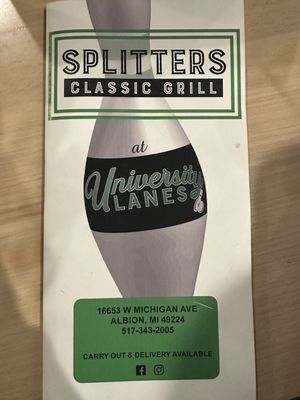 SPLITTERS
CLASSIC GRILL
at
University
LANES
16653 W MICHIGAN AVE
ALBION, MI 49224
517-343-2005
CARRY OUT & DELIVERY AVAILABLE